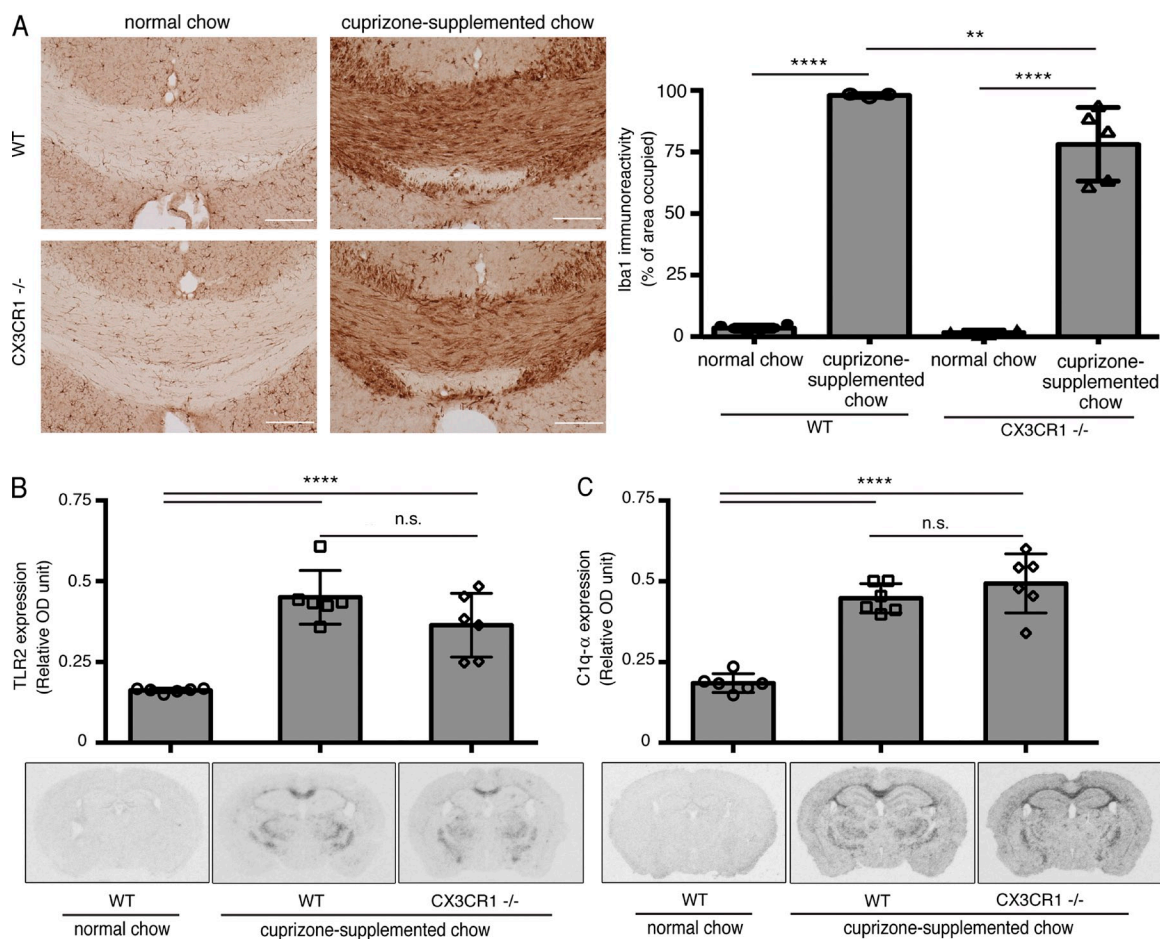 A
normal chow
cuprizone-supplemented chow
WT
CX3CR1 -/-
**
****
****
Iba1 immunoreactivity
(% of area occupied)
100
75
50
25
0
normal chow
cuprizone-
supplemented
chow
normal chow
cuprizone-
supplemented
chow
WT
CX3CR1 -/-
B
****
n.s.
TLR2 expression
(Relative OD unit)
0.75
0.5
0.25
0
WT
WT
CX3CR1 -/-
normal chow
cuprizone-supplemented chow
C
****
n.s.
C1q-α expression
(Relative OD unit)
0.75
0.5
0.25
0
WT
WT
CX3CR1 -/-
normal chow
cuprizone-supplemented chow